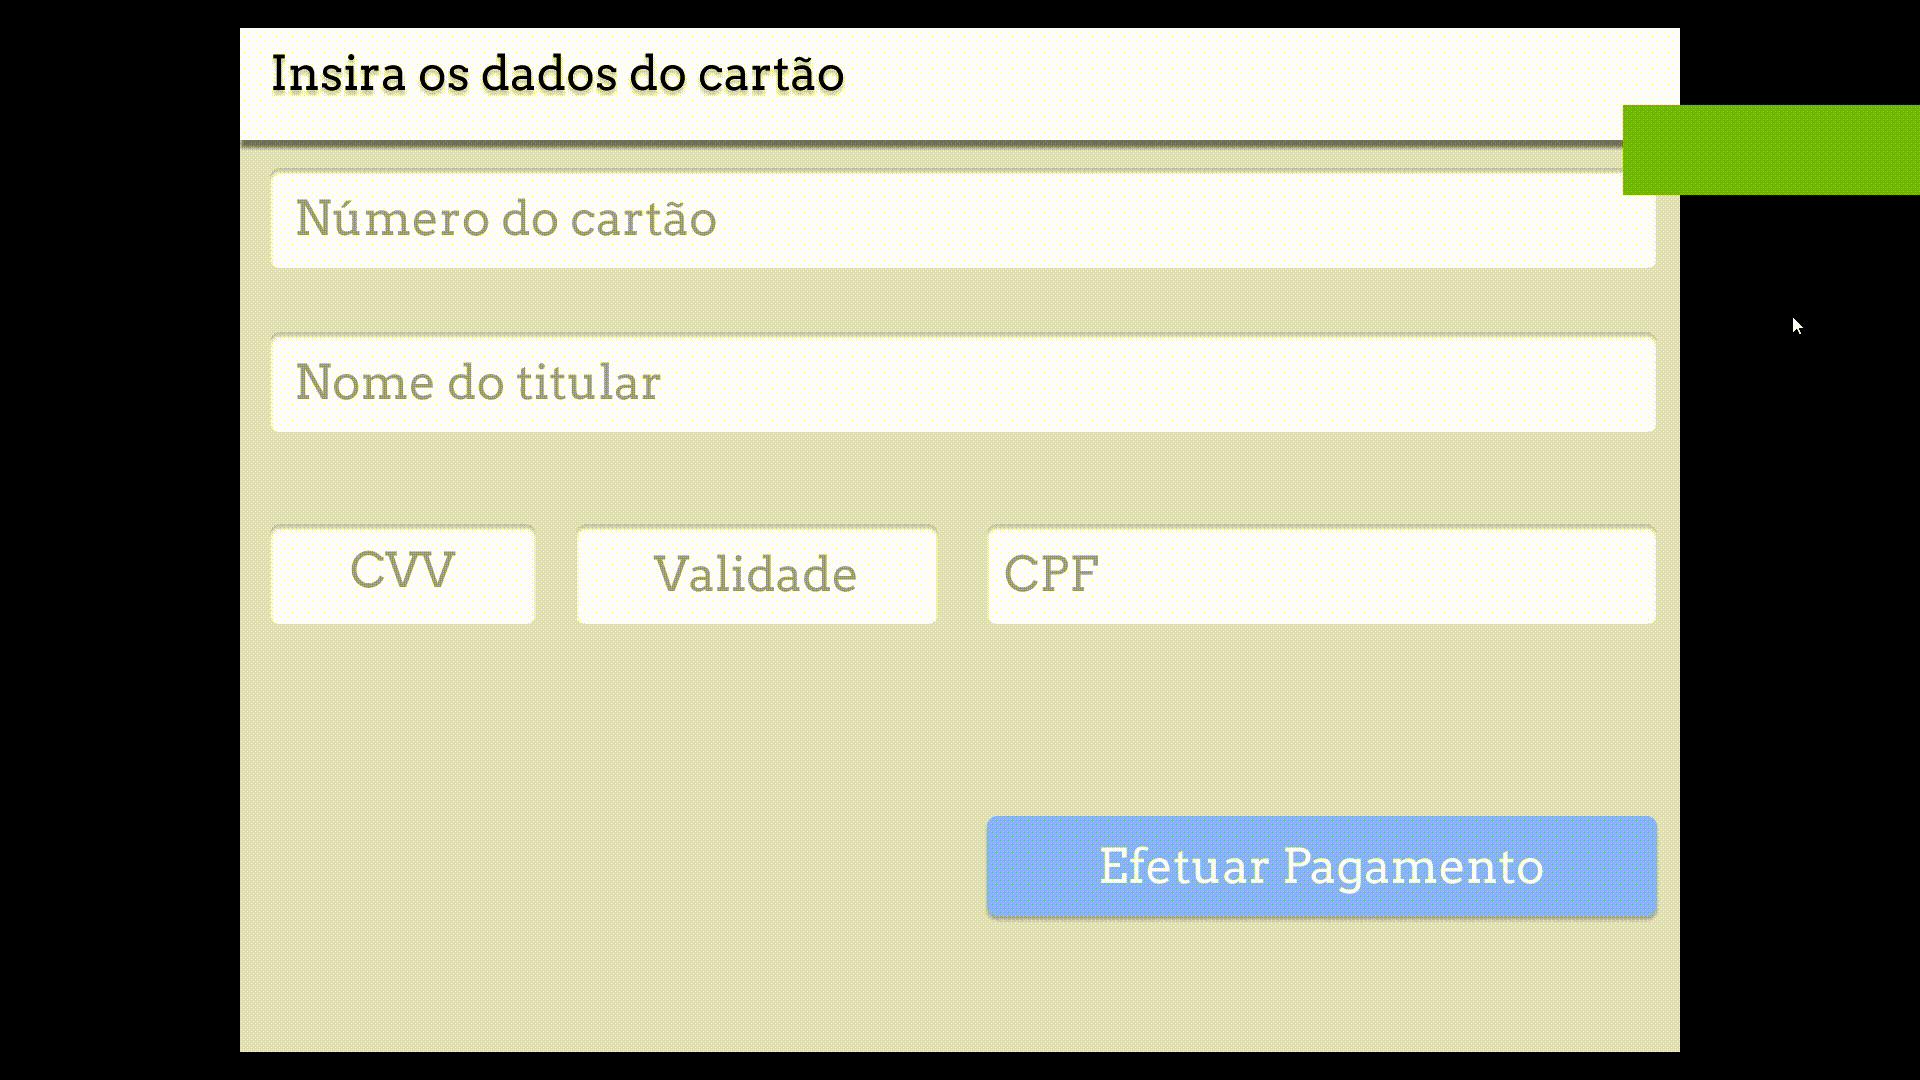 Insira os dados do cartão
Número do cartão
Nome do titular
CVV Validade CPF
Efetuar Pagamento